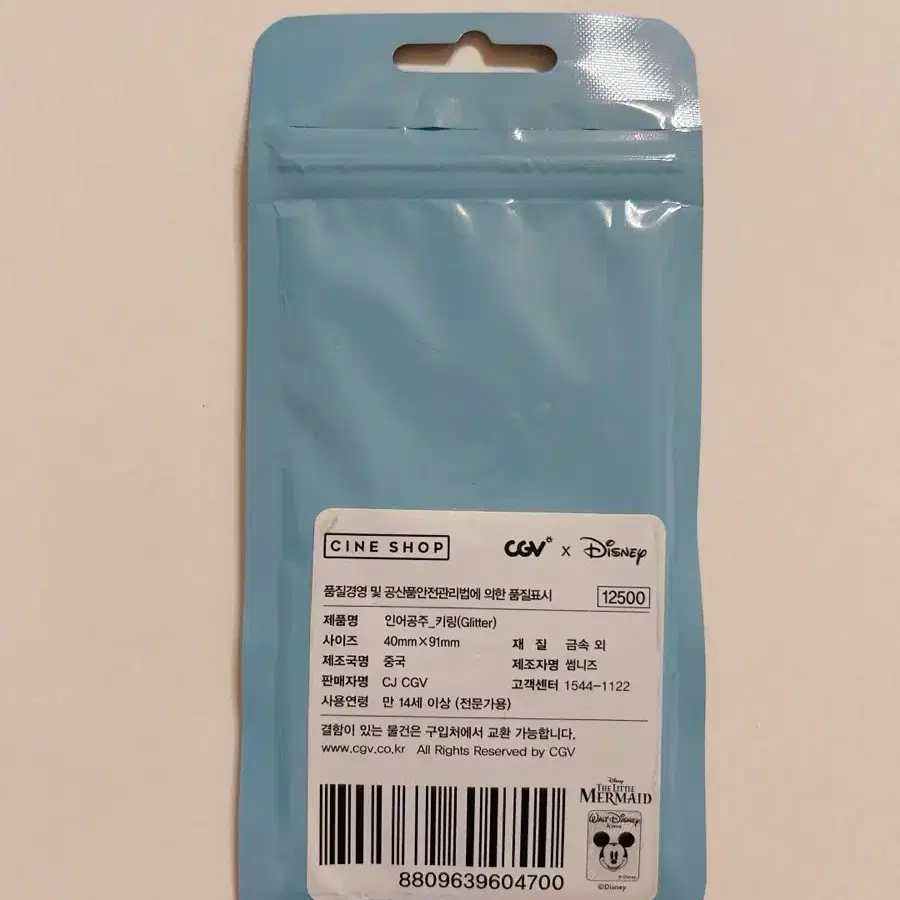 CINE SHOP CGV x Disney
품질경영 및 공산품안전관리법에 의한 품질표시 12500
제품명 인어공주_키링(Glitter)
사이즈 40mm×91mm 재 질 금속 외
제조국명 중국 제조자명 썸니즈
판매자명 CJ CGV 고객센터 1544-1122
사용연령 만 14세 이상 (전문가용)
결함이 있는 물건은 구입처에서 교환 가능합니다.
www.cgv.co.kr All Rights Reserved by CGV
Disney
THE LITTLE
MERMAID
WALT DISNEY
Korea
© Disney
©Disney
8809639604700